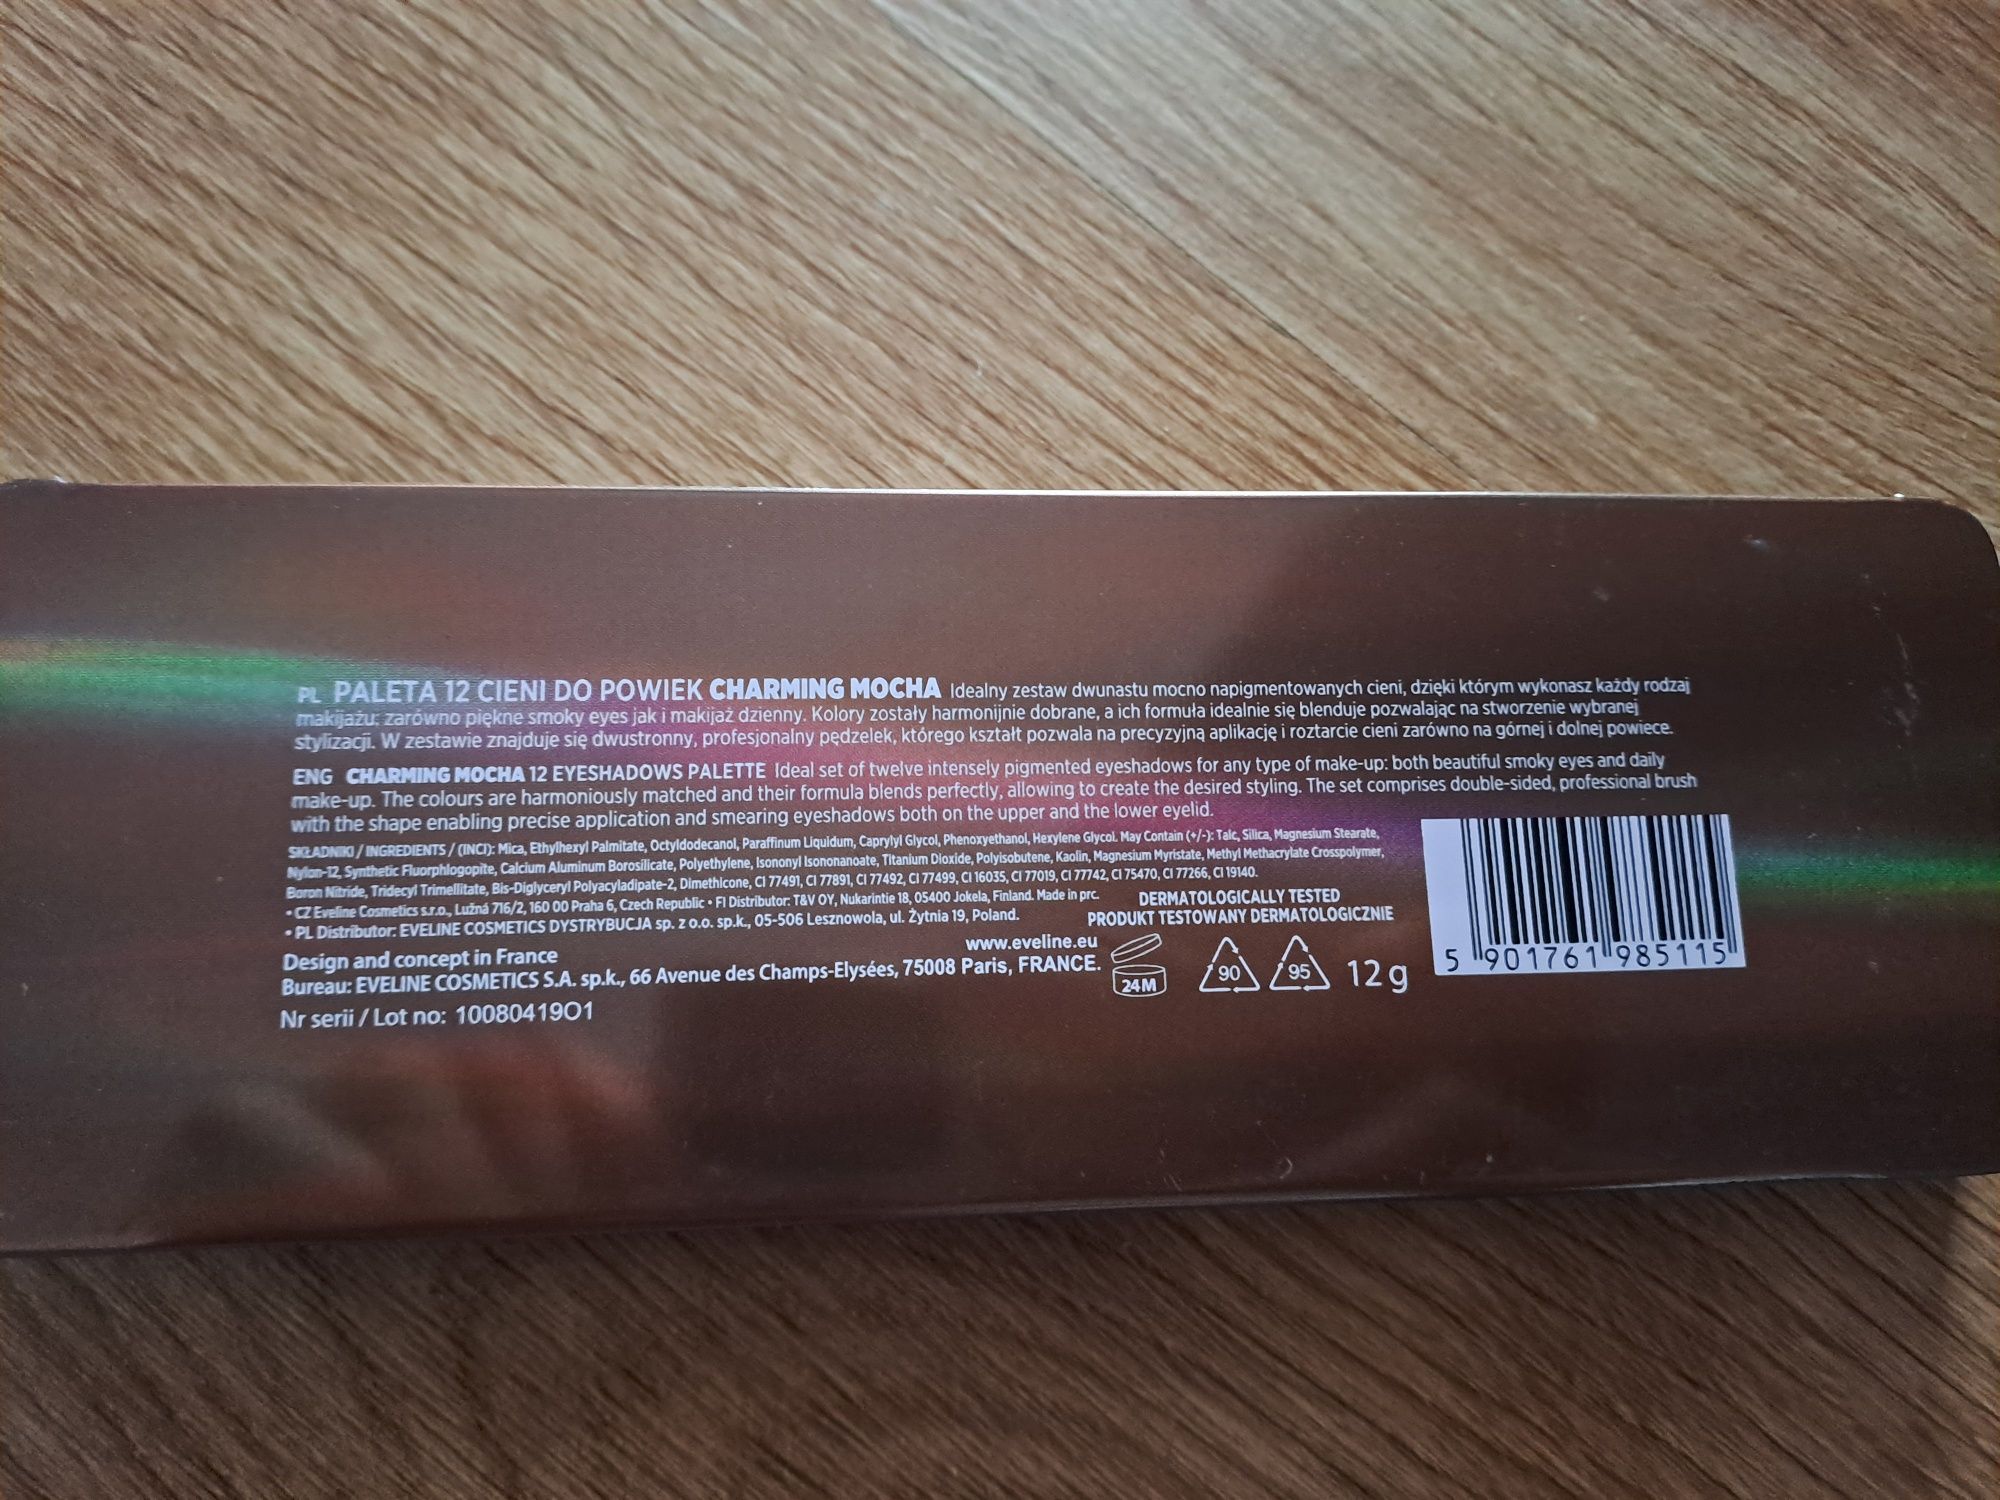 PL PALETA 12 CIENI DO POWIEK CHARMING MOCHA Idealny zestaw dwunastu mocno napigmentowanych cieni, dzięki którym wykonasz każdy rodzaj
makijażu: zarówno piękne smoky eyes jak i makijaż dzienny. Kolory zostały harmonijnie dobrane, a ich formuła idealnie się blenduje pozwalając na stworzenie wybranej
stylizacji. W zestawie znajduje się dwustronny, profesjonalny pędzelek, którego kształt pozwala na precyzyjną aplikację i roztarcie cieni zarówno na górnej i dolnej powiece.
ENG CHARMING MOCHA 12 EYESHADOWS PALETTE Ideal set of twelve intensely pigmented eyeshadows for any type of make-up: both beautiful smoky eyes and daily
make-up. The colours are harmoniously matched and their formula blends perfectly, allowing to create the desired styling. The set comprises double-sided, professional brush
with the shape enabling precise application and smearing eyeshadows both on the upper and the lower eyelid.
SKŁADNIKI / INGREDIENTS / (INCI): Mica, Ethylhexyl Palmitate, Octyldodecanol, Paraffinum Liquidum, Caprylyl Glycol, Phenoxyethanol, Hexylene Glycol. May Contain (+/-): Talc, Silica, Magnesium Stearate,
Nylon-12, Synthetic Fluorphlogopite, Calcium Aluminum Borosilicate, Polyethylene, Isononyl Isononanoate, Titanium Dioxide, Polyisobutene, Kaolin, Magnesium Myristate, Methyl Methacrylate Crosspolymer,
Boron Nitride, Tridecyl Trimellitate, Bis-Diglyceryl Polyacyladipate-2, Dimethicone, CI 77491, CI 77891, CI 77492, CI 77499, CI 16035, CI 77019, CI 77742, CI 75470, CI 77266, CI 19140.
• CZ Eveline Cosmetics s.r.o., Lužná 716/2, 160 00 Praha 6, Czech Republic • FI Distributor: T&V OY, Nukarintie 18, 05400 Jokela, Finland. Made in prc.
• PL Distributor: EVELINE COSMETICS DYSTRYBUCJA sp. z o.o. sp.k., 05-506 Lesznowola, ul. Żytnia 19, Poland.
DERMATOLOGICALLY TESTED
PRODUKT TESTOWANY DERMATOLOGICZNIE
Design and concept in France
www.eveline.eu
Bureau: EVELINE COSMETICS S.A. sp.k., 66 Avenue des Champs-Elysées, 75008 Paris, FRANCE.
Nr serii / Lot no: 10080419O1
24M
90
95
12 g
5 901761 985115